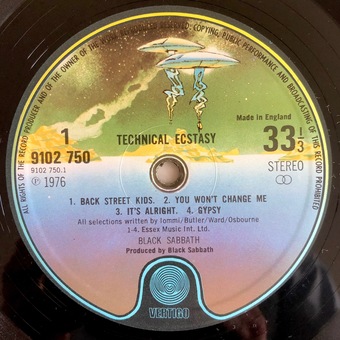 ALL RIGHTS OF THE RECORD PRODUCER AND OF THE OWNER OF THE WORK REPRODUCED RESERVED. COPYING, PUBLIC PERFORMANCE AND BROADCASTING OF THIS RECORD PROHIBITED
Made in England
1
TECHNICAL ECSTASY
33 1/3
9102 750
9102 750.1
STEREO
℗ 1976
1. BACK STREET KIDS. 2. YOU WON'T CHANGE ME
3. IT'S ALRIGHT. 4. GYPSY
All selections written by Iommi/Butler/Ward/Osbourne
1-4. Essex Music Int. Ltd.
BLACK SABBATH
Produced by Black Sabbath
VERTIGO